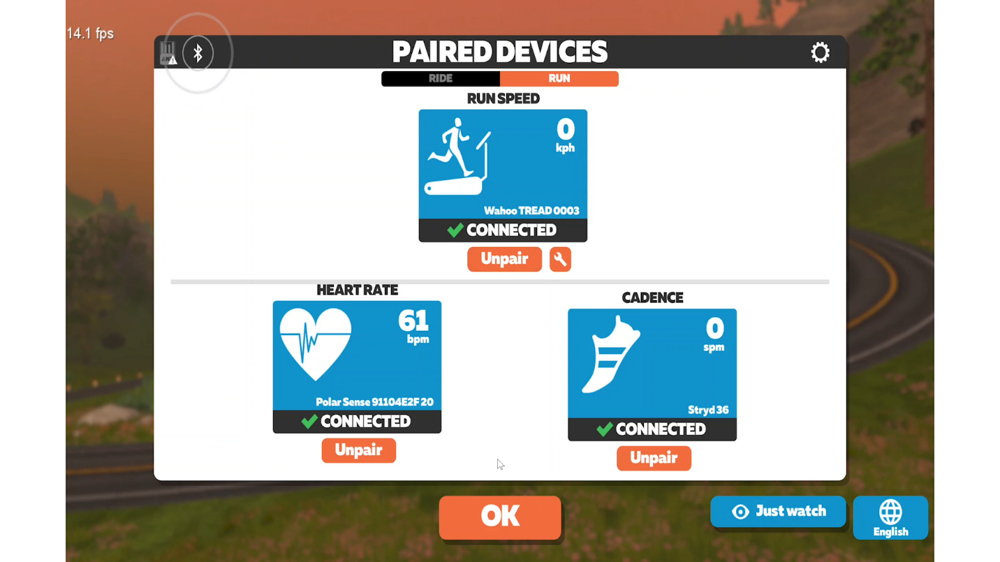 14.1 fps
ANT
PAIRED DEVICES
RIDE
RUN
RUN SPEED
0
kph
Wahoo TREAD 0003
CONNECTED
Unpair
HEART RATE
61
bpm
Polar Sense 91104E2F 20
CONNECTED
Unpair
CADENCE
0
spm
Stryd 36
CONNECTED
Unpair
OK
Just watch
English